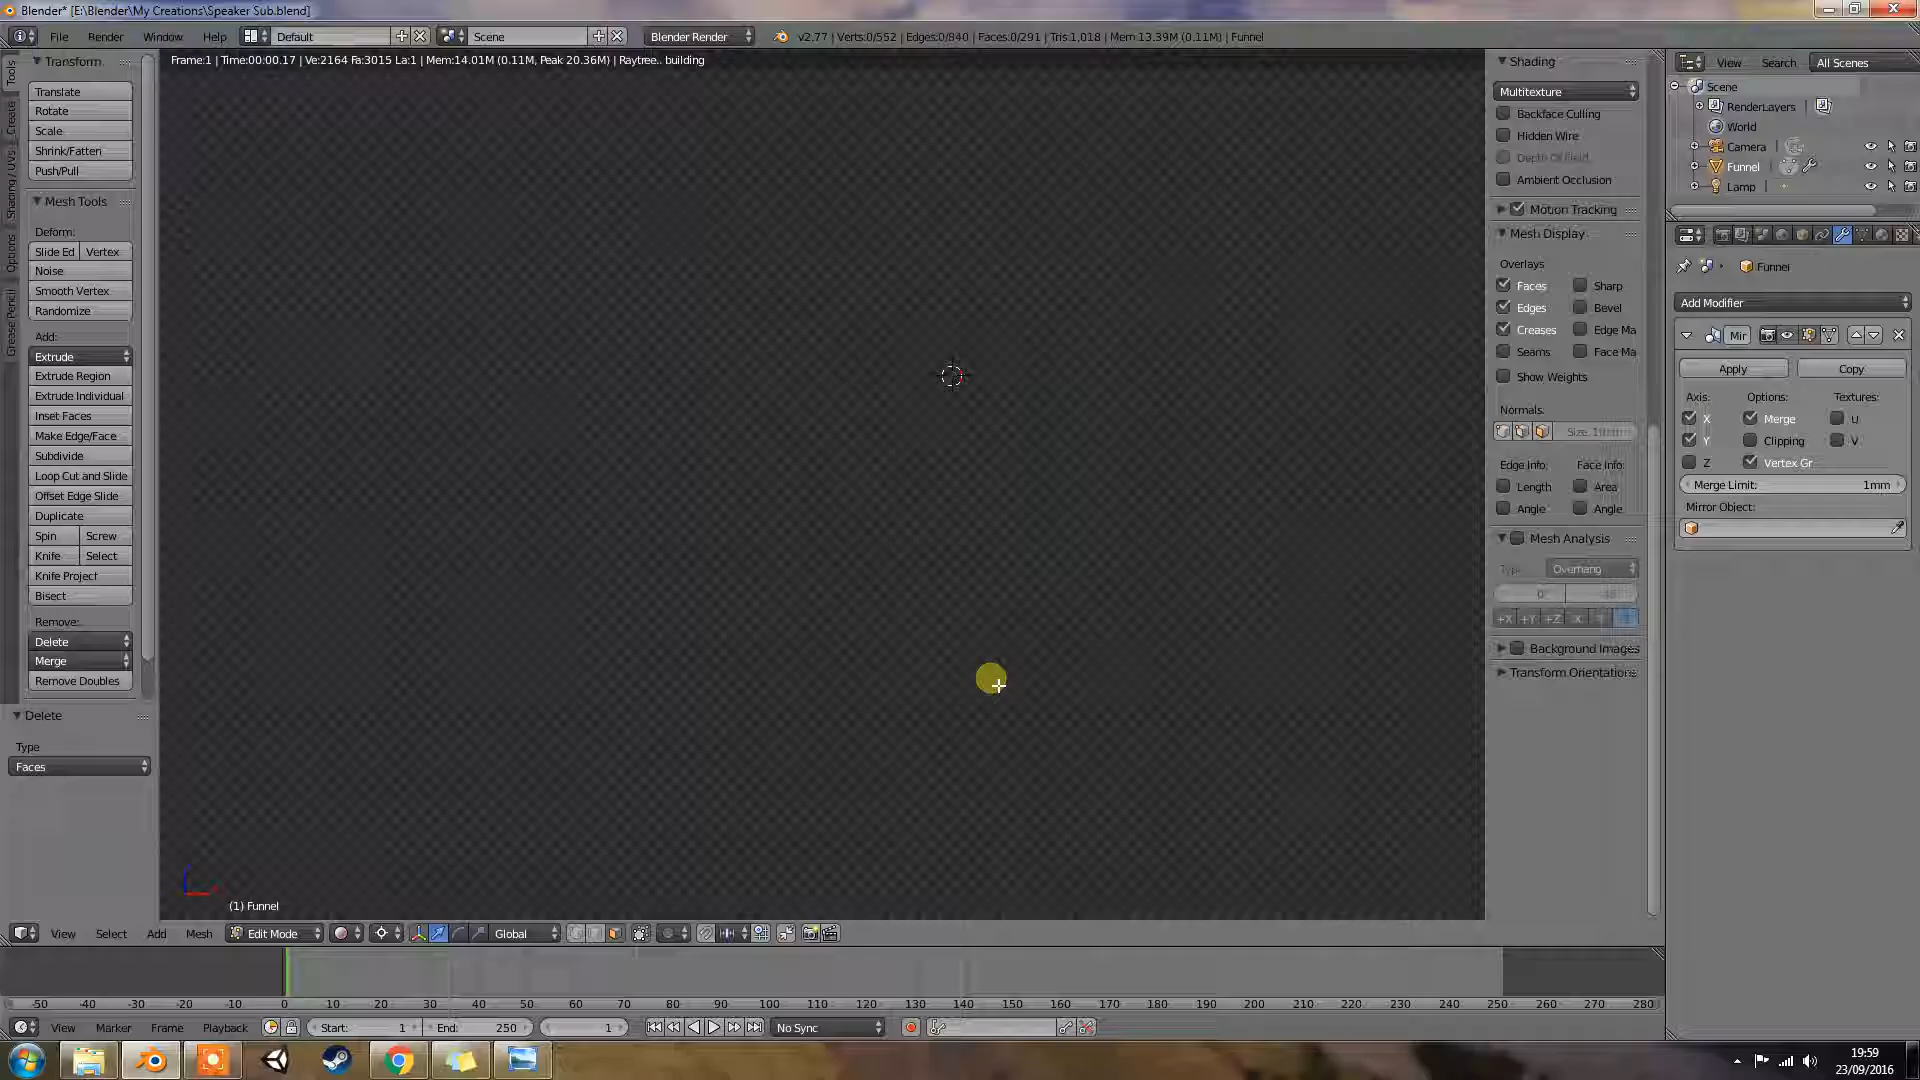 Blender* [E:\Blender\My Creations\Speaker Sub.blend]
File Render Window Help Default Scene Blender Render v2.77 | Verts:0/552 | Edges:0/840 | Faces:0/291 | Tris:1,018 | Mem:13.39M (0.11M) | Funnel
Frame:1 | Time:00:00.17 | Ve:2164 Fa:3015 La:1 | Mem:14.01M (0.11M, Peak 20.36M) | Raytree.. building
Tools
Create
Shading / UVs
Options
Grease Pencil
Transform
Translate
Rotate
Scale
Shrink/Fatten
Push/Pull
Mesh Tools
Deform:
Slide Ed Vertex
Noise
Smooth Vertex
Randomize
Add:
Extrude
Extrude Region
Extrude Individual
Inset Faces
Make Edge/Face
Subdivide
Loop Cut and Slide
Offset Edge Slide
Duplicate
Spin Screw
Knife Select
Knife Project
Bisect
Remove:
Delete
Merge
Remove Doubles
Delete
Type
Faces
(1) Funnel
Shading
Multitexture
Backface Culling
Hidden Wire
Depth Of Field
Ambient Occlusion
Motion Tracking
Mesh Display
Overlays
Faces Sharp
Edges Bevel
Creases Edge Ma
Seams Face Ma
Show Weights
Normals:
Edge Info: Face Info:
Length Area
Angle Angle
Mesh Analysis
Type: Overhang
+X +Y +Z
Background Images
Transform Orientations
View Search All Scenes
Scene
RenderLayers
World
Camera
Funnel
Lamp
Funnel
Add Modifier
Mir
Apply Copy
Axis: Options: Textures:
X Merge U
Y Clipping V
Z Vertex Gr
Merge Limit: 1mm
Mirror Object:
View Select Add Mesh Edit Mode Global
-50 -40 -30 -20 -10 0 10 20 30 40 50 60 70 80 90 100 110 120 130 140 150 160 170 180 190 200 210 220 230 240 250 260 270 280
View Marker Frame Playback Start: 1 End: 250 1 No Sync
19:59
23/09/2016